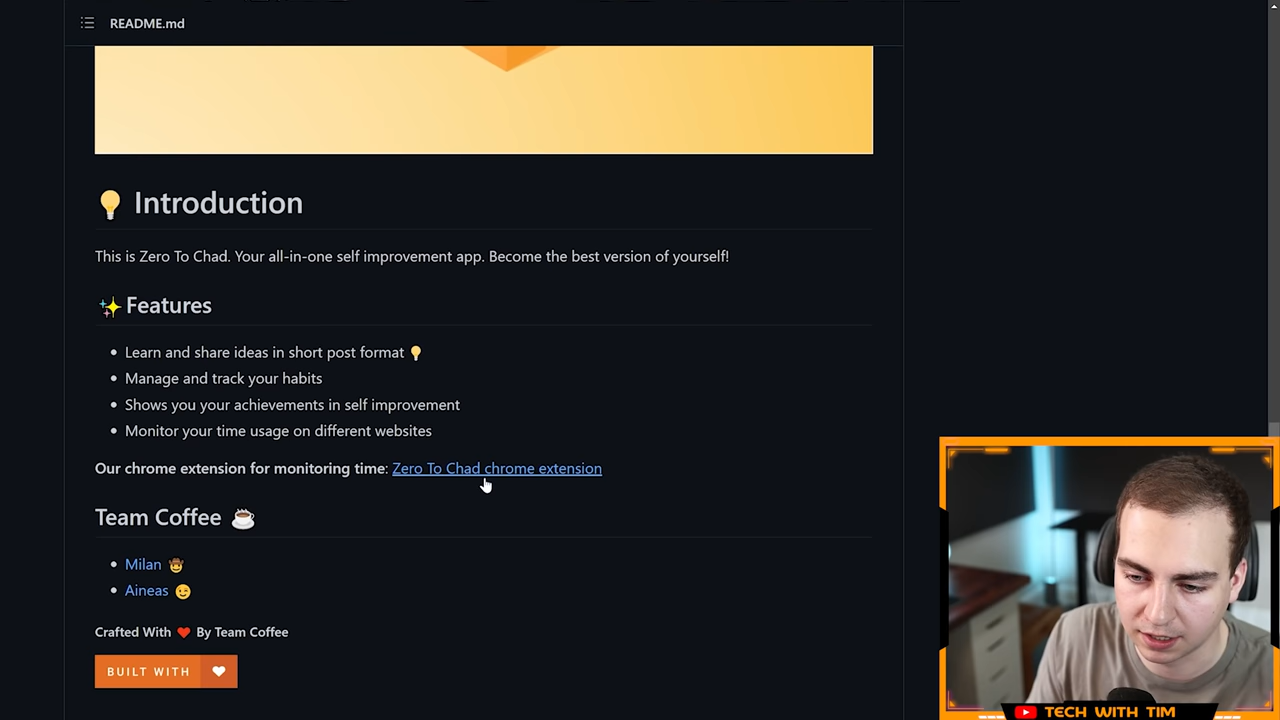 README.md
Introduction
This is Zero To Chad. Your all-in-one self improvement app. Become the best version of yourself!
Features
Learn and share ideas in short post format
Manage and track your habits
Shows you your achievements in self improvement
Monitor your time usage on different websites
Our chrome extension for monitoring time: Zero To Chad chrome extension
Team Coffee
Milan
Aineas
Crafted With ❤️ By Team Coffee
BUILT WITH
TECH WITH TIM